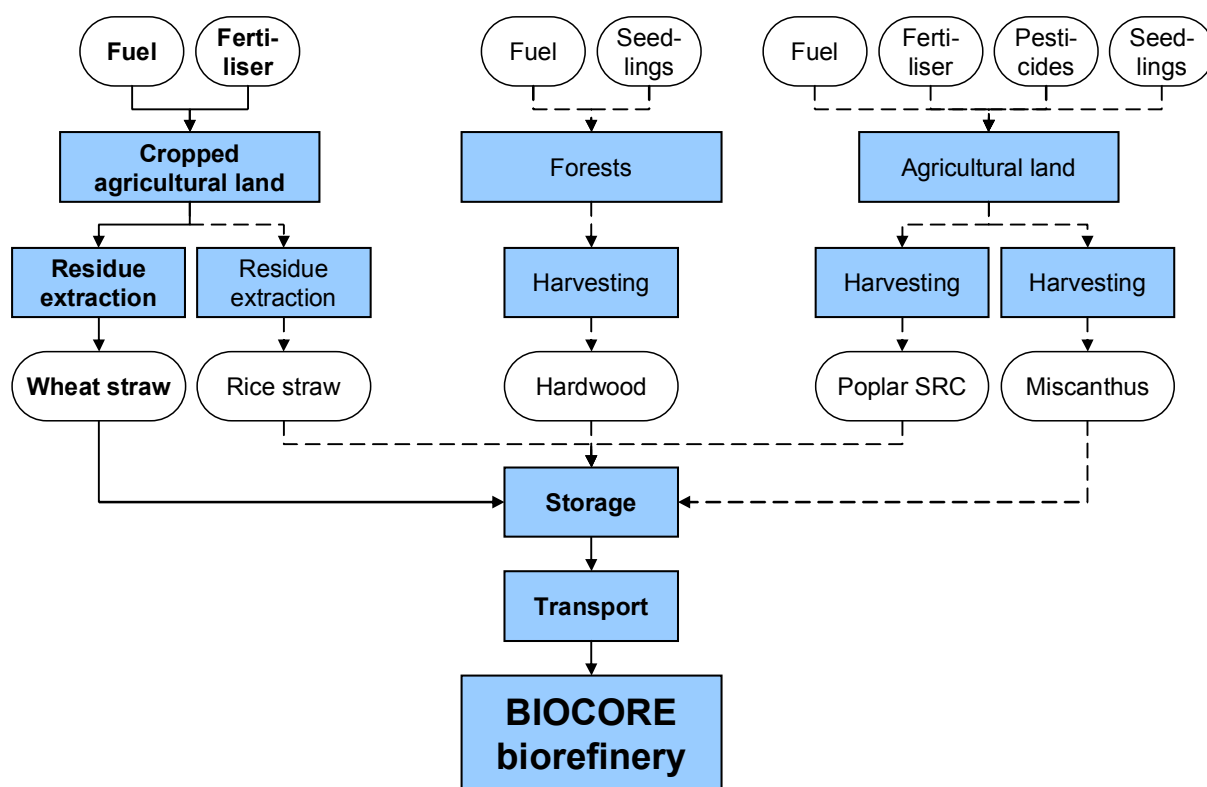 Fuel
Ferti-
liser
Fuel
Seed-
lings
Fuel
Ferti-
liser
Pesti-
cides
Seed-
lings
Cropped
agricultural land
Forests
Agricultural land
Residue
extraction
Residue
extraction
Harvesting
Harvesting
Harvesting
Wheat straw
Rice straw
Hardwood
Poplar SRC
Miscanthus
Storage
Transport
BIOCORE
biorefinery